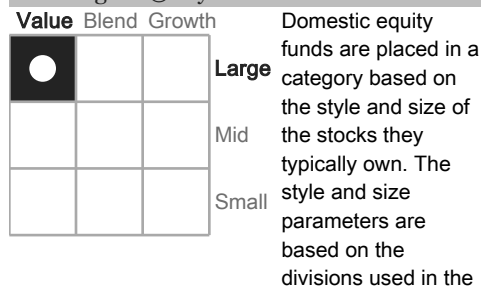 Value Blend Growth
Large
Mid
Small
Domestic equity
funds are placed in a
category based on
the style and size of
the stocks they
typically own. The
style and size
parameters are
based on the
divisions used in the